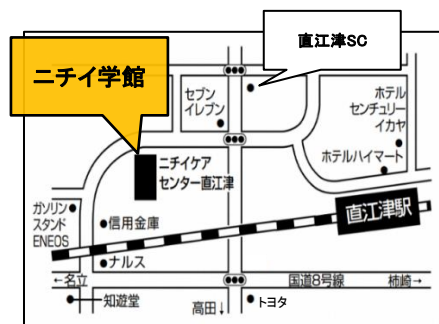 直江津SC
ニチイ学館
セブン
イレブン
ホテル
センチュリー
イカヤ
ホテルハイマート
ニチイケア
センター直江津
直江津駅
ガソリン
スタンド
ENEOS
信用金庫
ナルス
←名立
国道8号線
柿崎→
知遊堂
高田↓
トヨタ